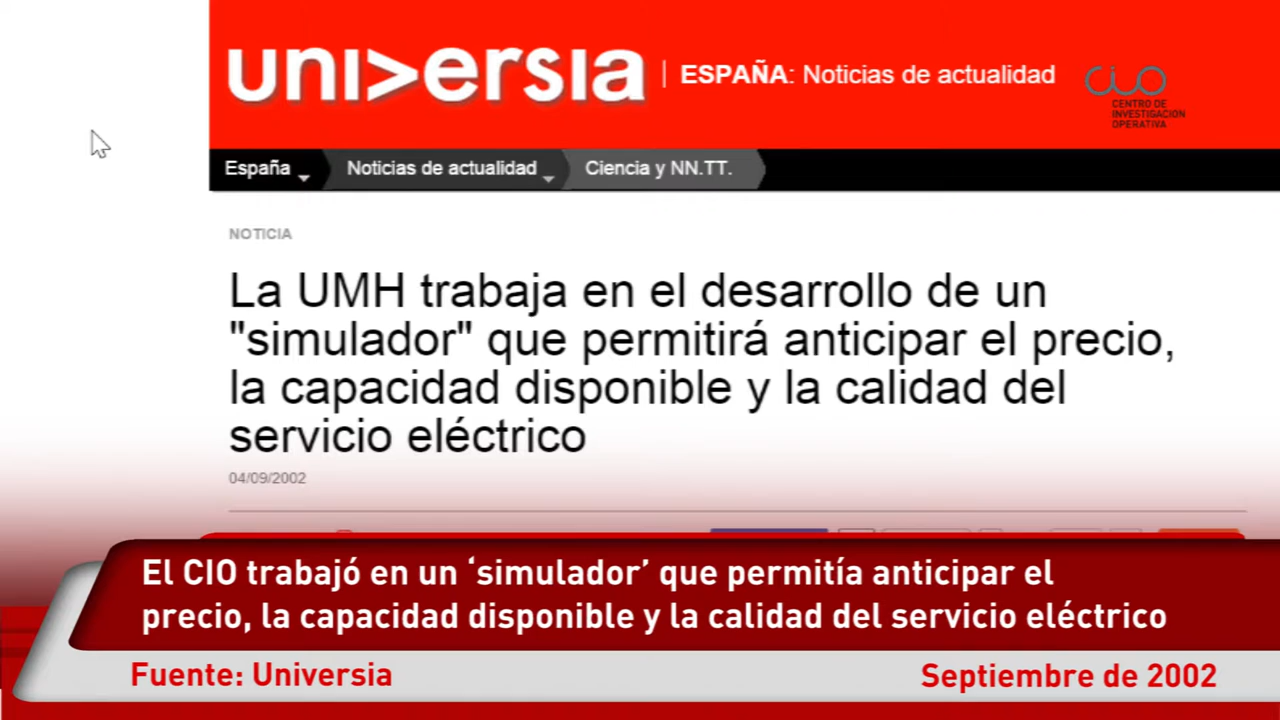 UNI>ersia | ESPAÑA: Noticias de actualidad
CIO
CENTRO DE
INVESTIGACIÓN
OPERATIVA
España Noticias de actualidad Ciencia y NN.TT.
NOTICIA
La UMH trabaja en el desarrollo de un
"simulador" que permitirá anticipar el precio,
la capacidad disponible y la calidad del
servicio eléctrico
04/09/2002
El CIO trabajó en un ‘simulador’ que permitía anticipar el
precio, la capacidad disponible y la calidad del servicio eléctrico
Fuente: Universia Septiembre de 2002